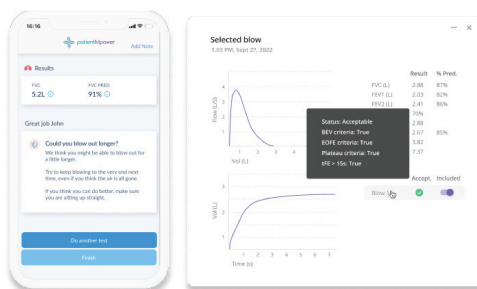 16:16
patientMpower
Add Note
Results
FVC
FVC PRED.
5.2L
91%
Great job John
Could you blow out longer?
We think you might be able to blow out for
a little longer.
Try to keep blowing to the very end next
time, even if you think the air is all gone.
If you think you can do better, make sure
you are sitting up straight.
Do another test
Finish
Selected blow
1.03 PM, Sept 27, 2022
Flow (L/s)
4
3
2
1
1 2 3 4
Vol (L)
Result % Pred.
FVC (L) 2.88 87%
FEV1 (L) 2.03 82%
FEV2 (L) 2.41 86%
70%
2.88
2.67 85%
3.82
7.37
Status: Acceptable
BEV criteria: True
EOFE criteria: True
Plateau criteria: True
tFE > 15s: True
Accept. Included
Blow
Vol (L)
3
2
1
1 2 3 4 5 6 7
Time (s)